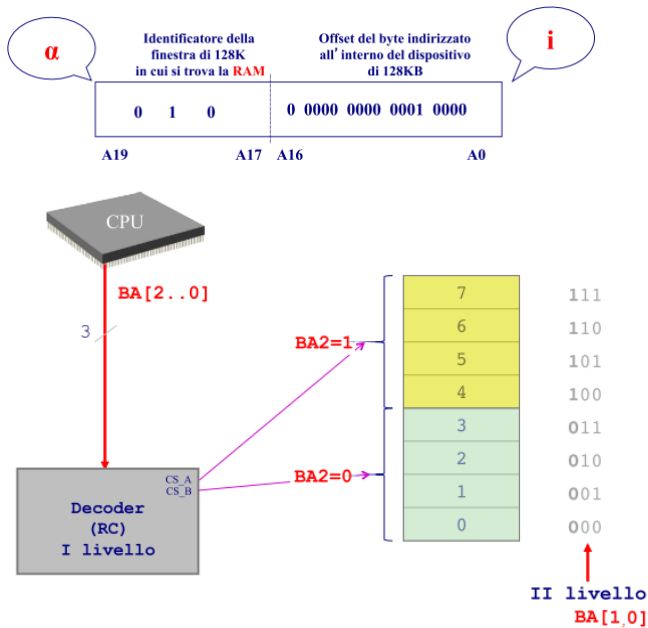 α
Identificatore della
finestra di 128K
in cui si trova la RAM
Offset del byte indirizzato
all' interno del dispositivo
di 128KB
i
0 1 0
0 0000 0000 0001 0000
A19
A17
A16
A0
CPU
BA[2..0]
3
BA2=1
BA2=0
CS_A
CS_B
Decoder
(RC)
I livello
7
111
6
110
5
101
4
100
3
011
2
010
1
001
0
000
II livello
BA[1,0]